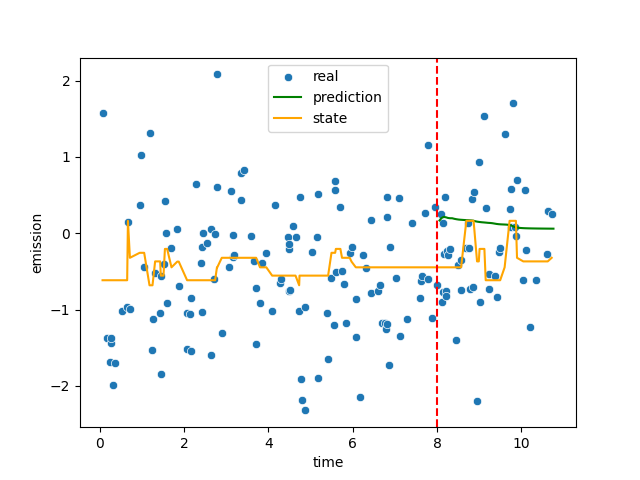 real
prediction
state
2
1
0
−1
−2
emission
0 2 4 6 8 10
time